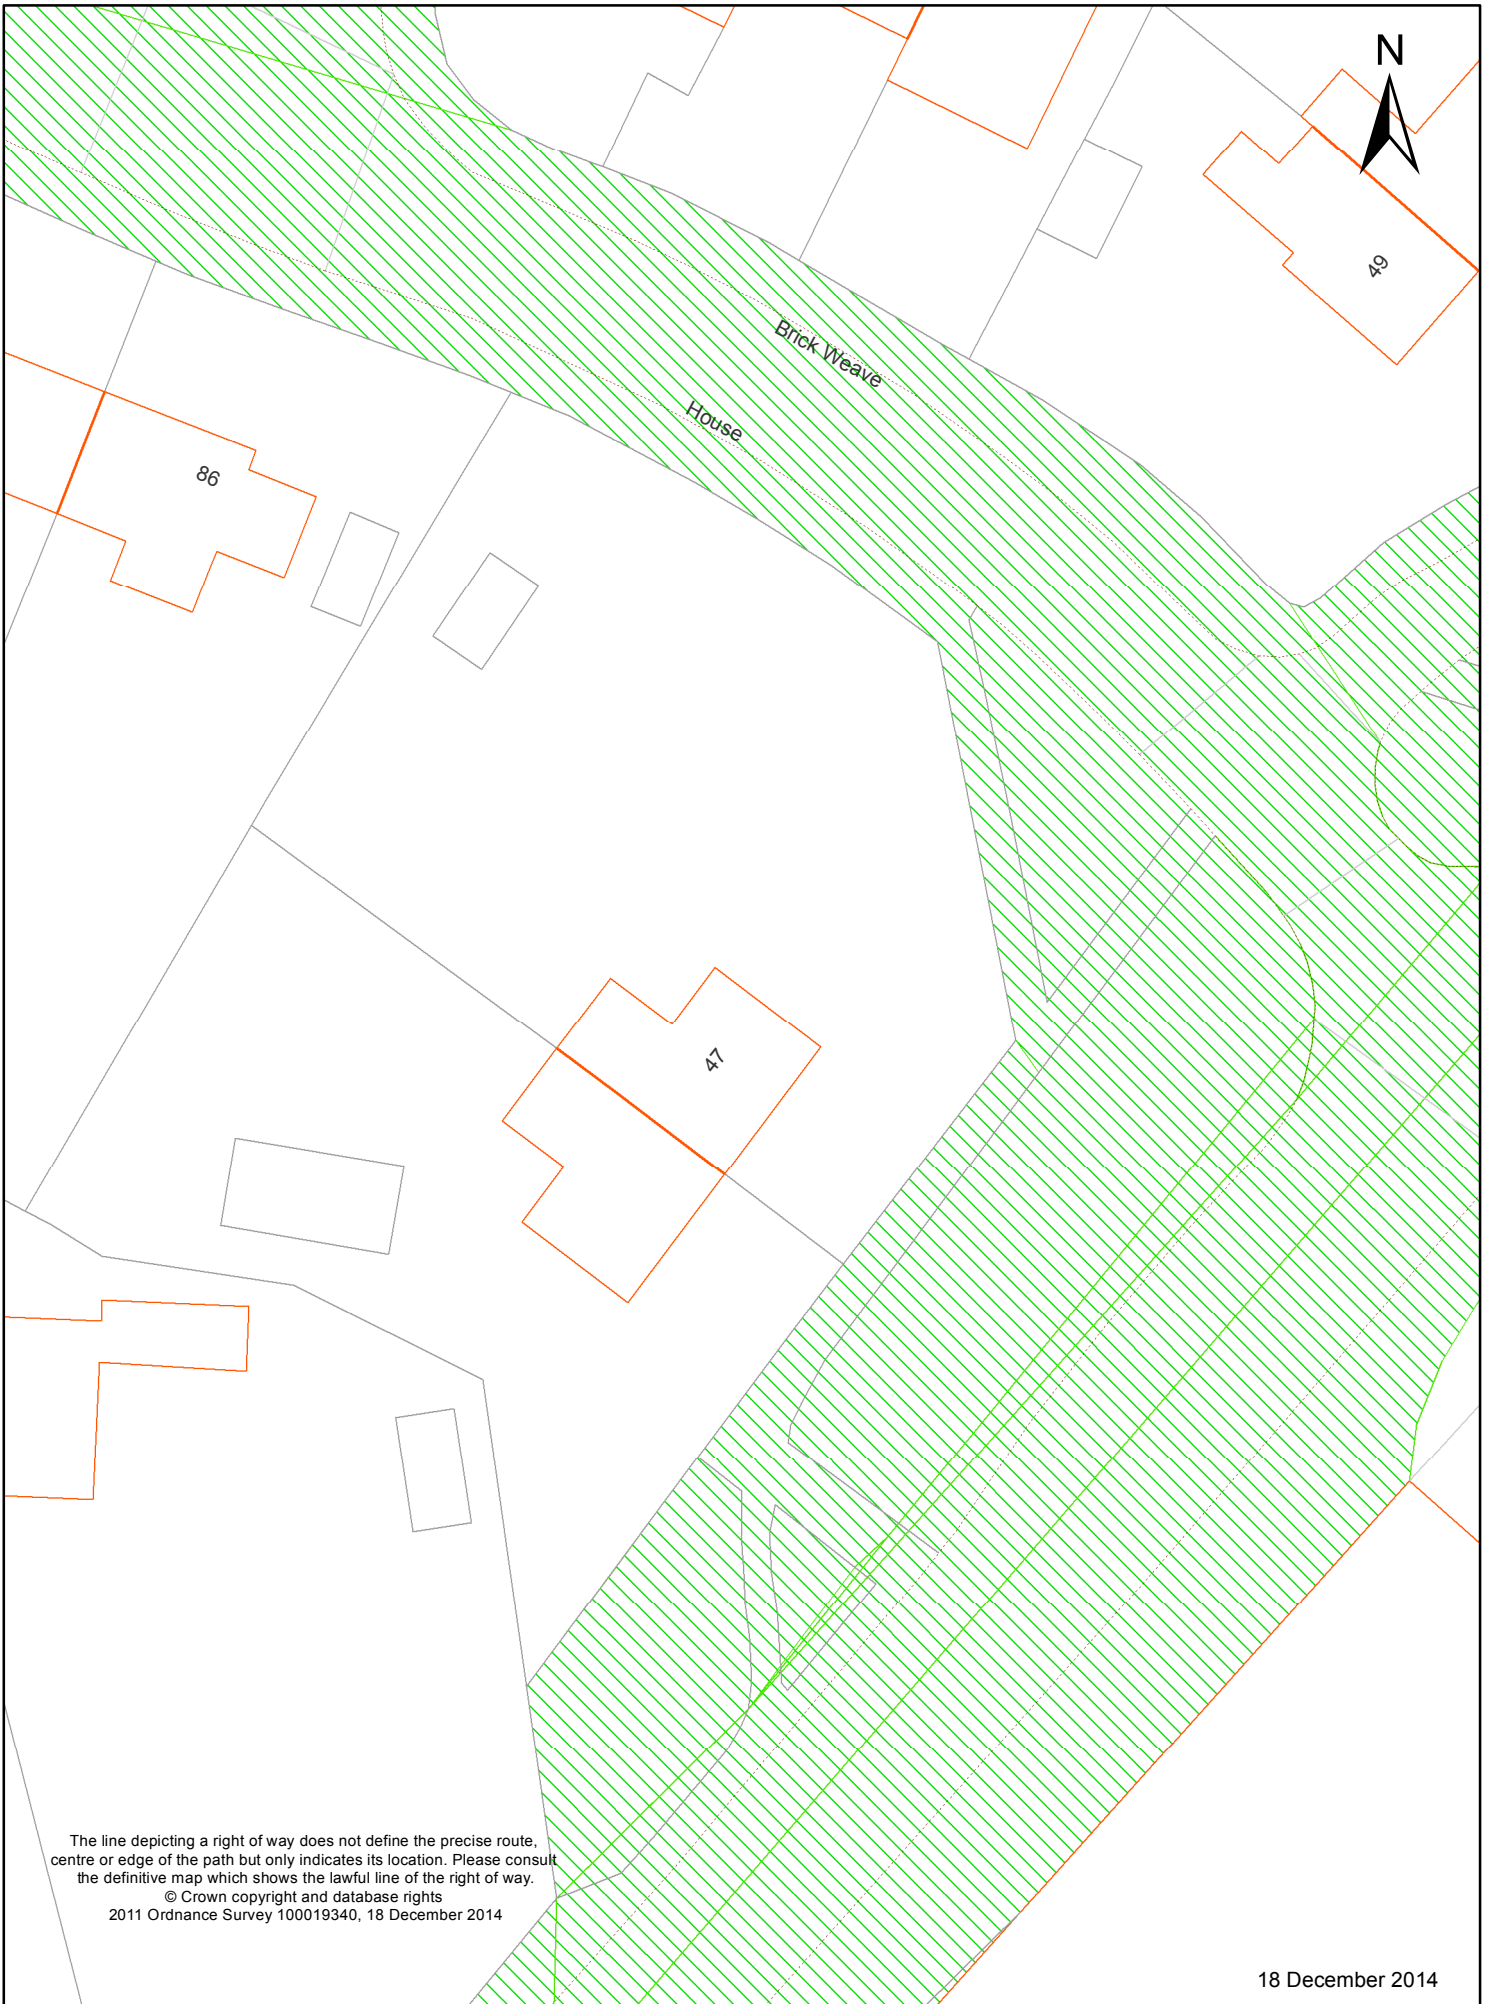 N
49
Brick Weave
House
86
47
The line depicting a right of way does not define the precise route,
centre or edge of the path but only indicates its location. Please consult
the definitive map which shows the lawful line of the right of way.
© Crown copyright and database rights
2011 Ordnance Survey 100019340, 18 December 2014
18 December 2014